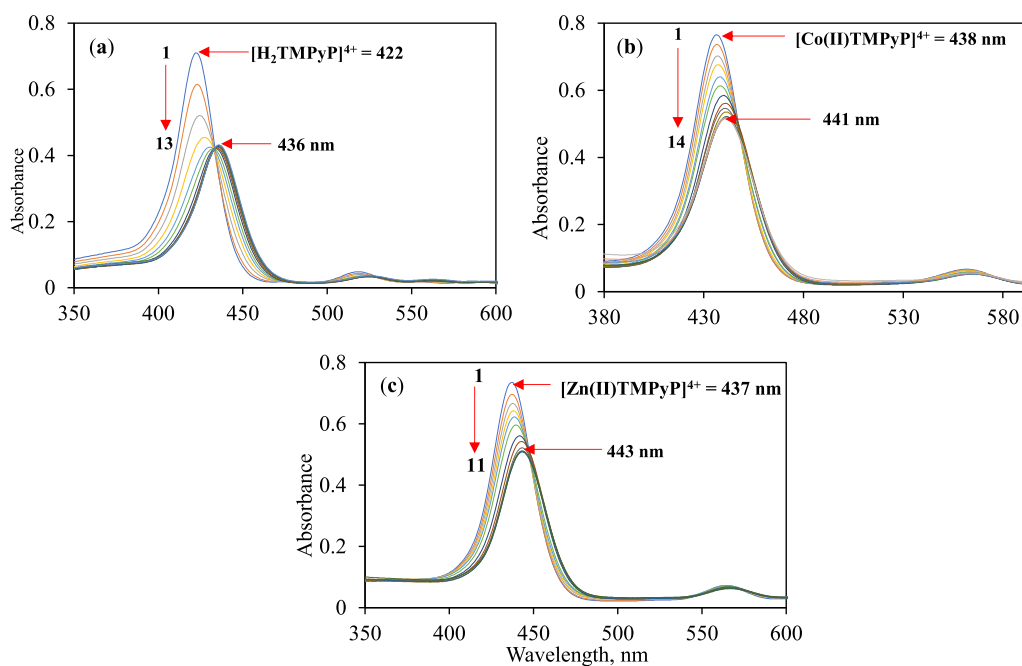 (a)
0.8
0.6
0.4
0.2
0
Absorbance
1
13
[H₂TMPyP]⁴⁺ = 422
436 nm
350 400 450 500 550 600
(b)
0.8
0.6
0.4
0.2
0
Absorbance
1
14
[Co(II)TMPyP]⁴⁺ = 438 nm
441 nm
380 430 480 530 580
(c)
0.8
0.6
0.4
0.2
0
Absorbance
1
11
[Zn(II)TMPyP]⁴⁺ = 437 nm
443 nm
350 400 450 500 550 600
Wavelength, nm